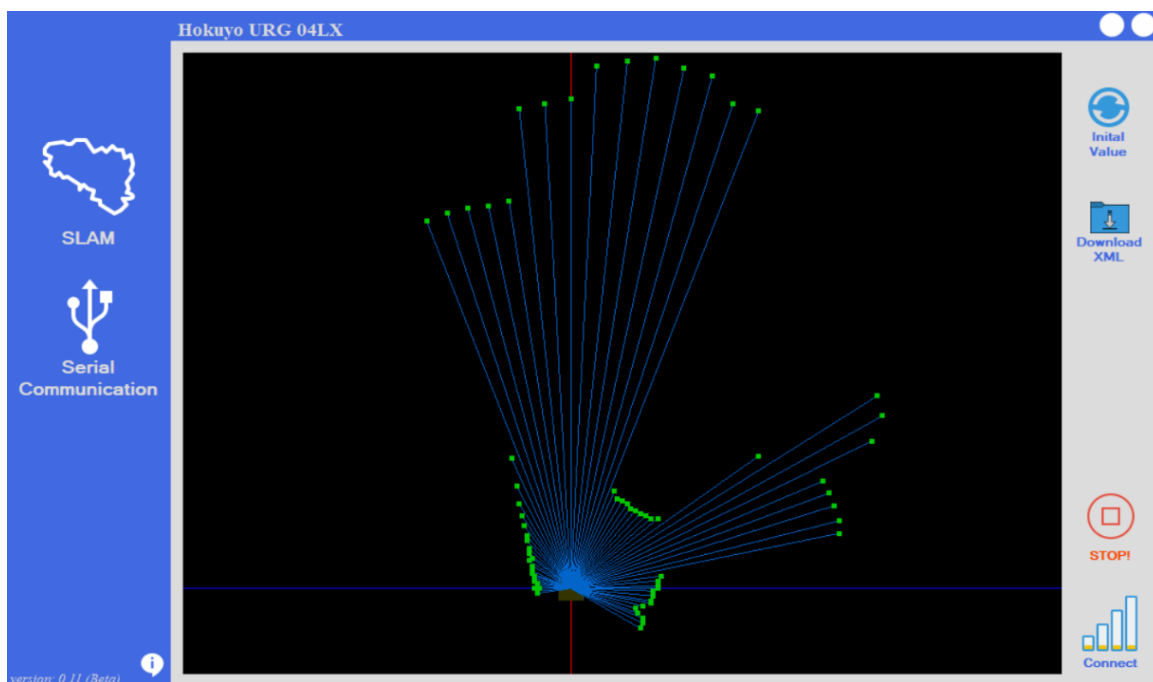 Hokuyo URG 04LX
SLAM
Serial
Communication
version: 0.11 (Beta)
Inital
Value
Download
XML
STOP!
Connect